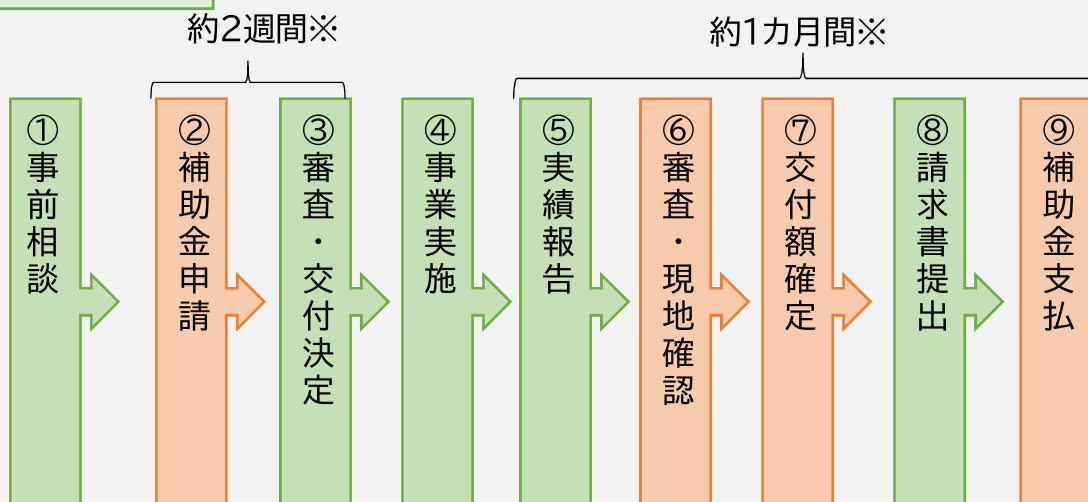 約2週間※
約1カ月間※
①事前相談
②補助金申請
③審査・交付決定
④事業実施
⑤実績報告
⑥審査・現地確認
⑦交付額確定
⑧請求書提出
⑨補助金支払